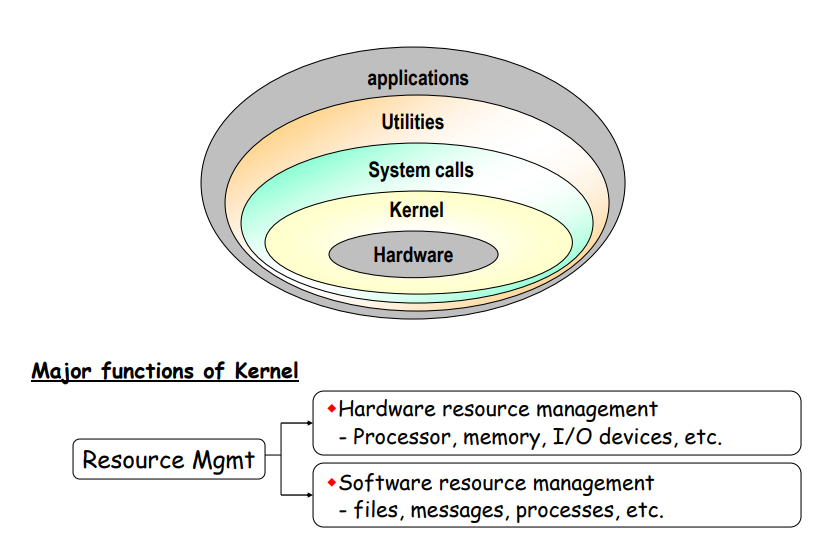 applications
Utilities
System calls
Kernel
Hardware
Major functions of Kernel
Resource Mgmt
◆Hardware resource management
- Processor, memory, I/O devices, etc.
◆Software resource management
- files, messages, processes, etc.